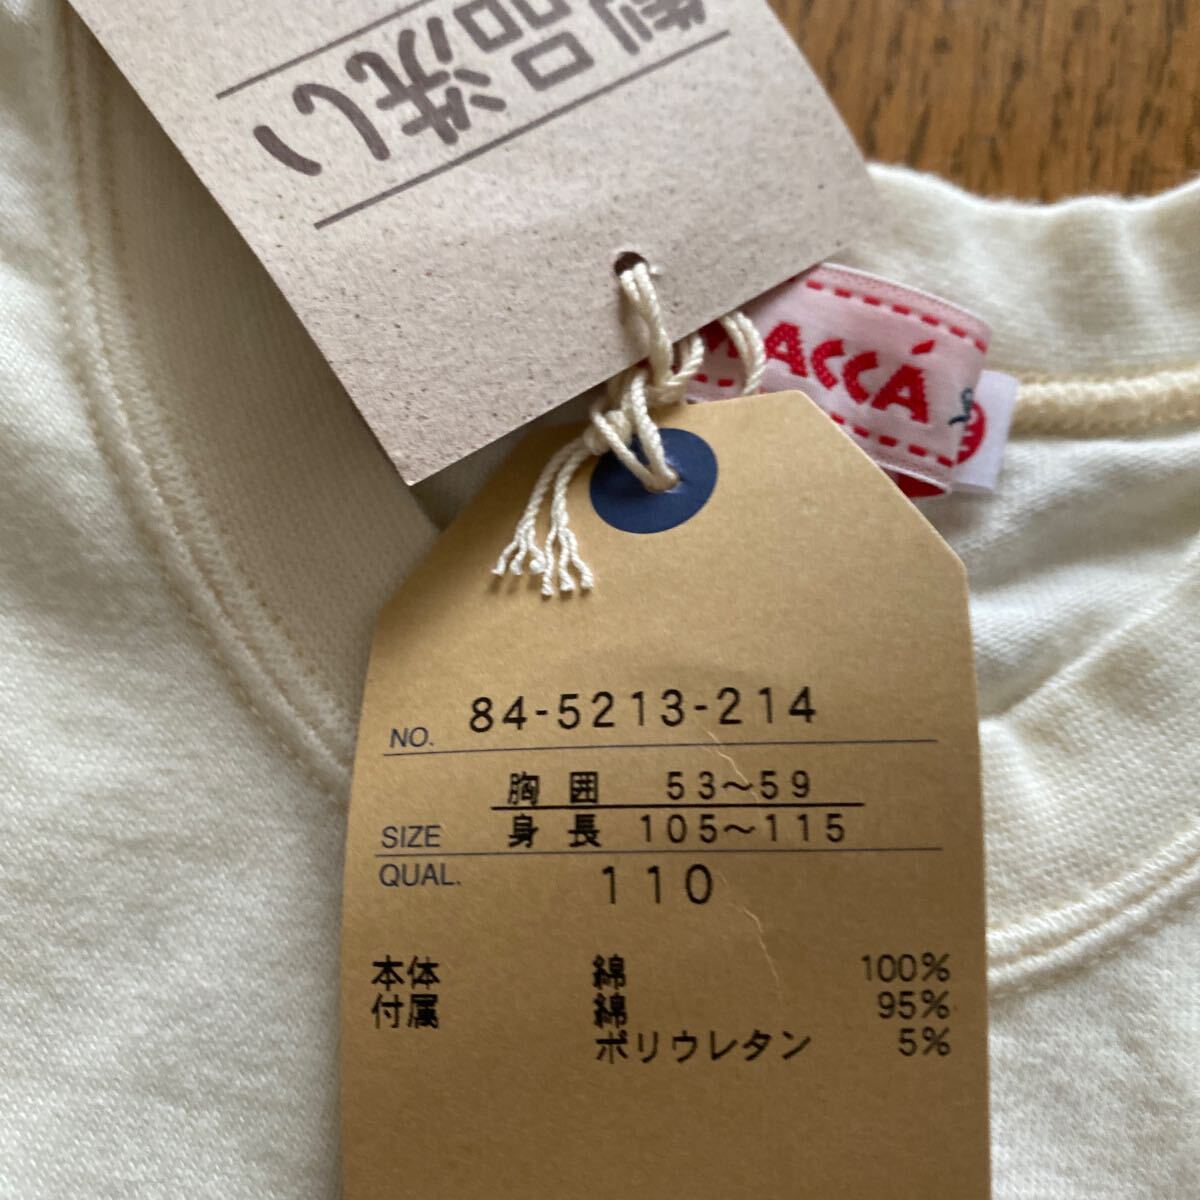 製品洗い
NO. 84-5213-214
胸囲 53~59
SIZE 身長 105~115
QUAL. 110
本体 綿 100%
付属 綿 95%
ポリウレタン 5%